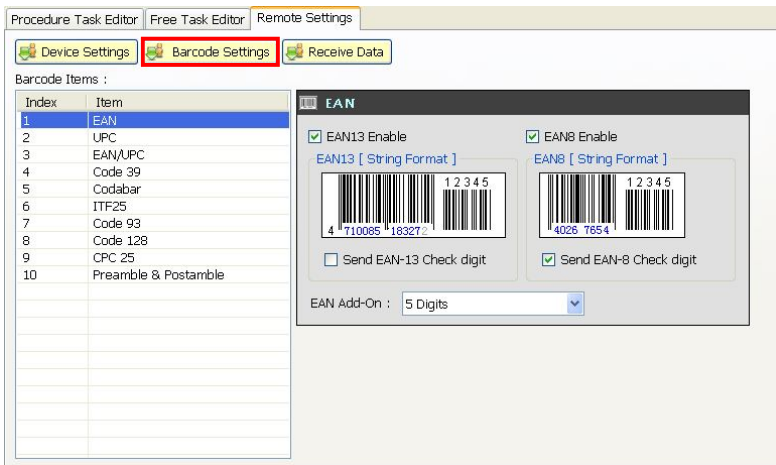 Procedure Task Editor Free Task Editor Remote Settings
Device Settings Barcode Settings Receive Data
Barcode Items :
Index Item
1 EAN
2 UPC
3 EAN/UPC
4 Code 39
5 Codabar
6 ITF25
7 Code 93
8 Code 128
9 CPC 25
10 Preamble & Postamble
EAN
EAN13 Enable EAN8 Enable
EAN13 [ String Format ] EAN8 [ String Format ]
12345 12345
4 710085 183272 4026 7654
Send EAN-13 Check digit Send EAN-8 Check digit
EAN Add-On : 5 Digits